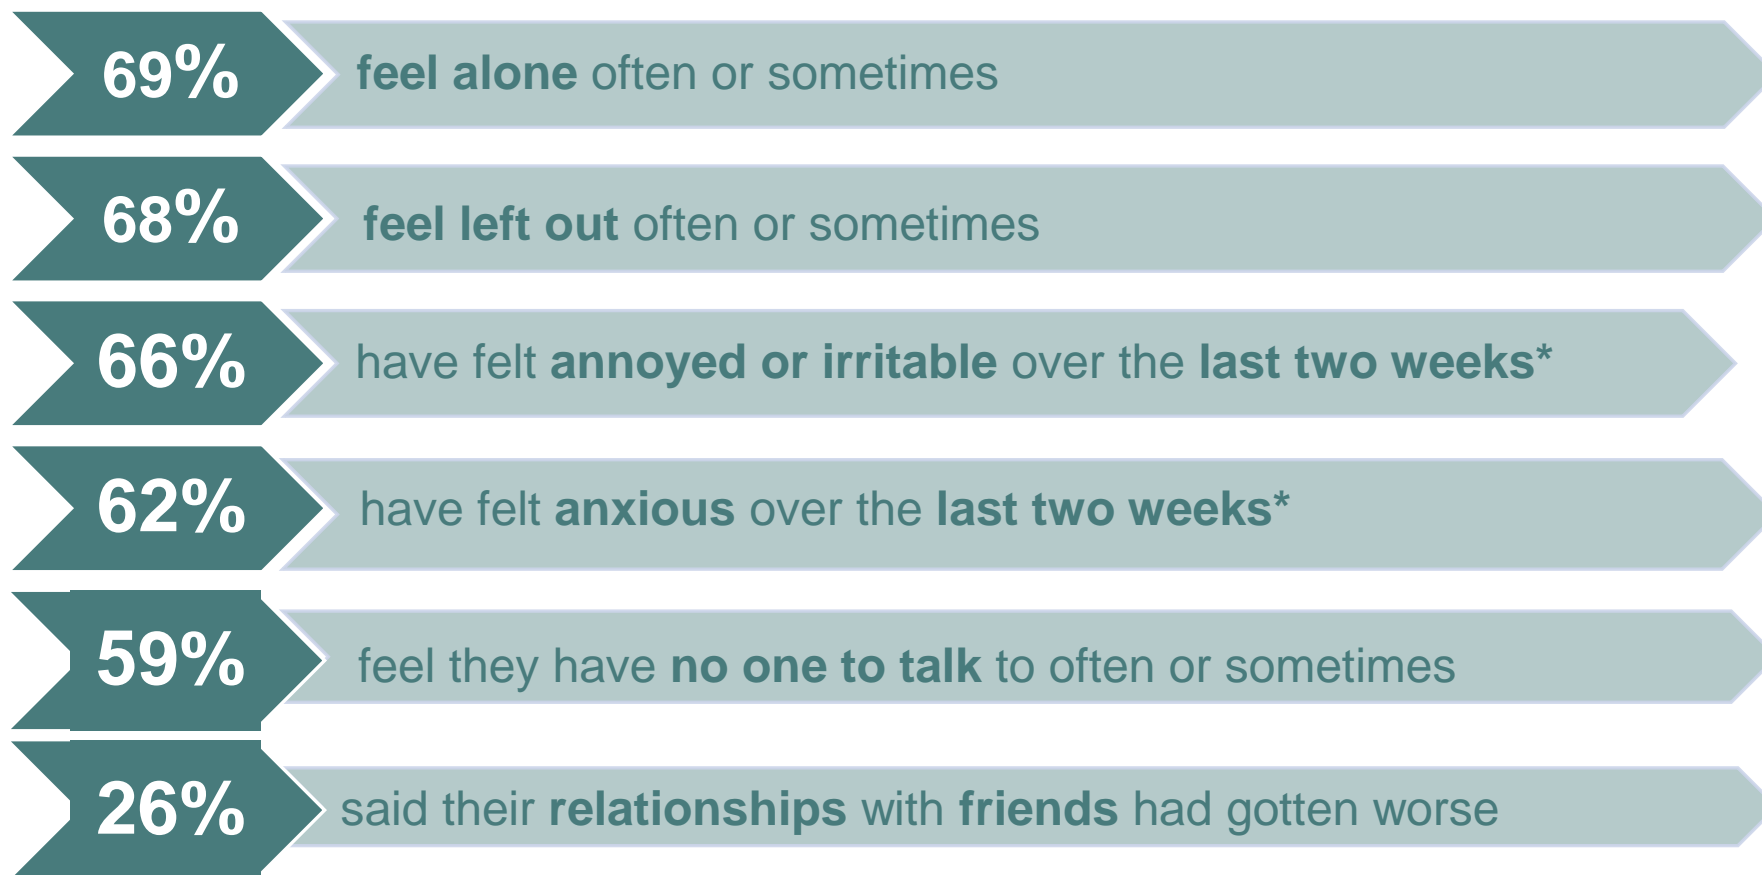 69% feel alone often or sometimes
68% feel left out often or sometimes
66% have felt annoyed or irritable over the last two weeks*
62% have felt anxious over the last two weeks*
59% feel they have no one to talk to often or sometimes
26% said their relationships with friends had gotten worse